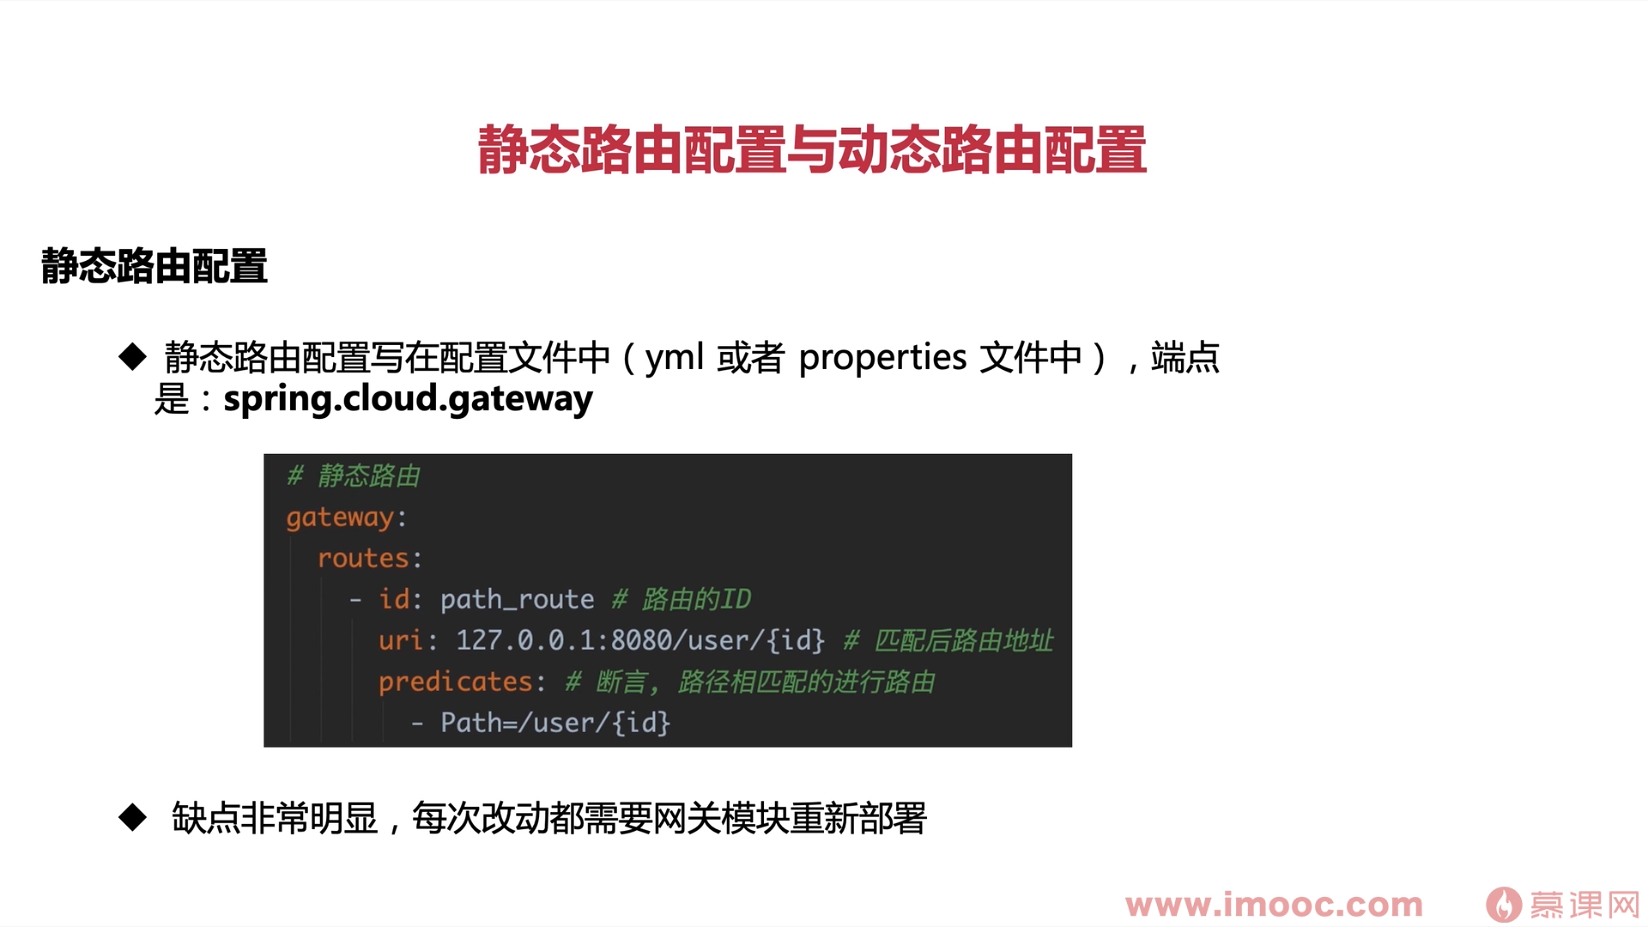 静态路由配置与动态路由配置
静态路由配置
◆ 静态路由配置写在配置文件中（yml 或者 properties 文件中），端点
是：spring.cloud.gateway
# 静态路由
gateway:
routes:
- id: path_route # 路由的ID
uri: 127.0.0.1:8080/user/{id} # 匹配后路由地址
predicates: # 断言, 路径相匹配的进行路由
- Path=/user/{id}
◆ 缺点非常明显，每次改动都需要网关模块重新部署
www.imooc.com 慕课网